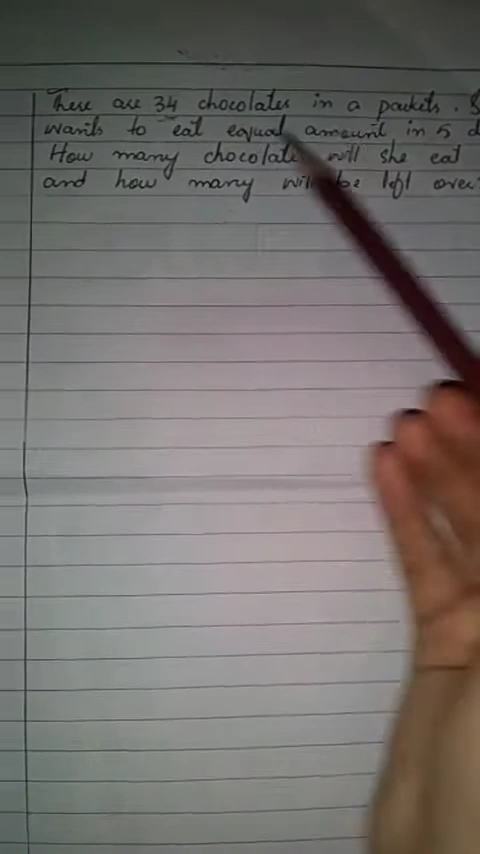 There are 34 chocolates in a packets.
wants to eat equal amount in 5
How many chocolate will she eat
and how many will be left over